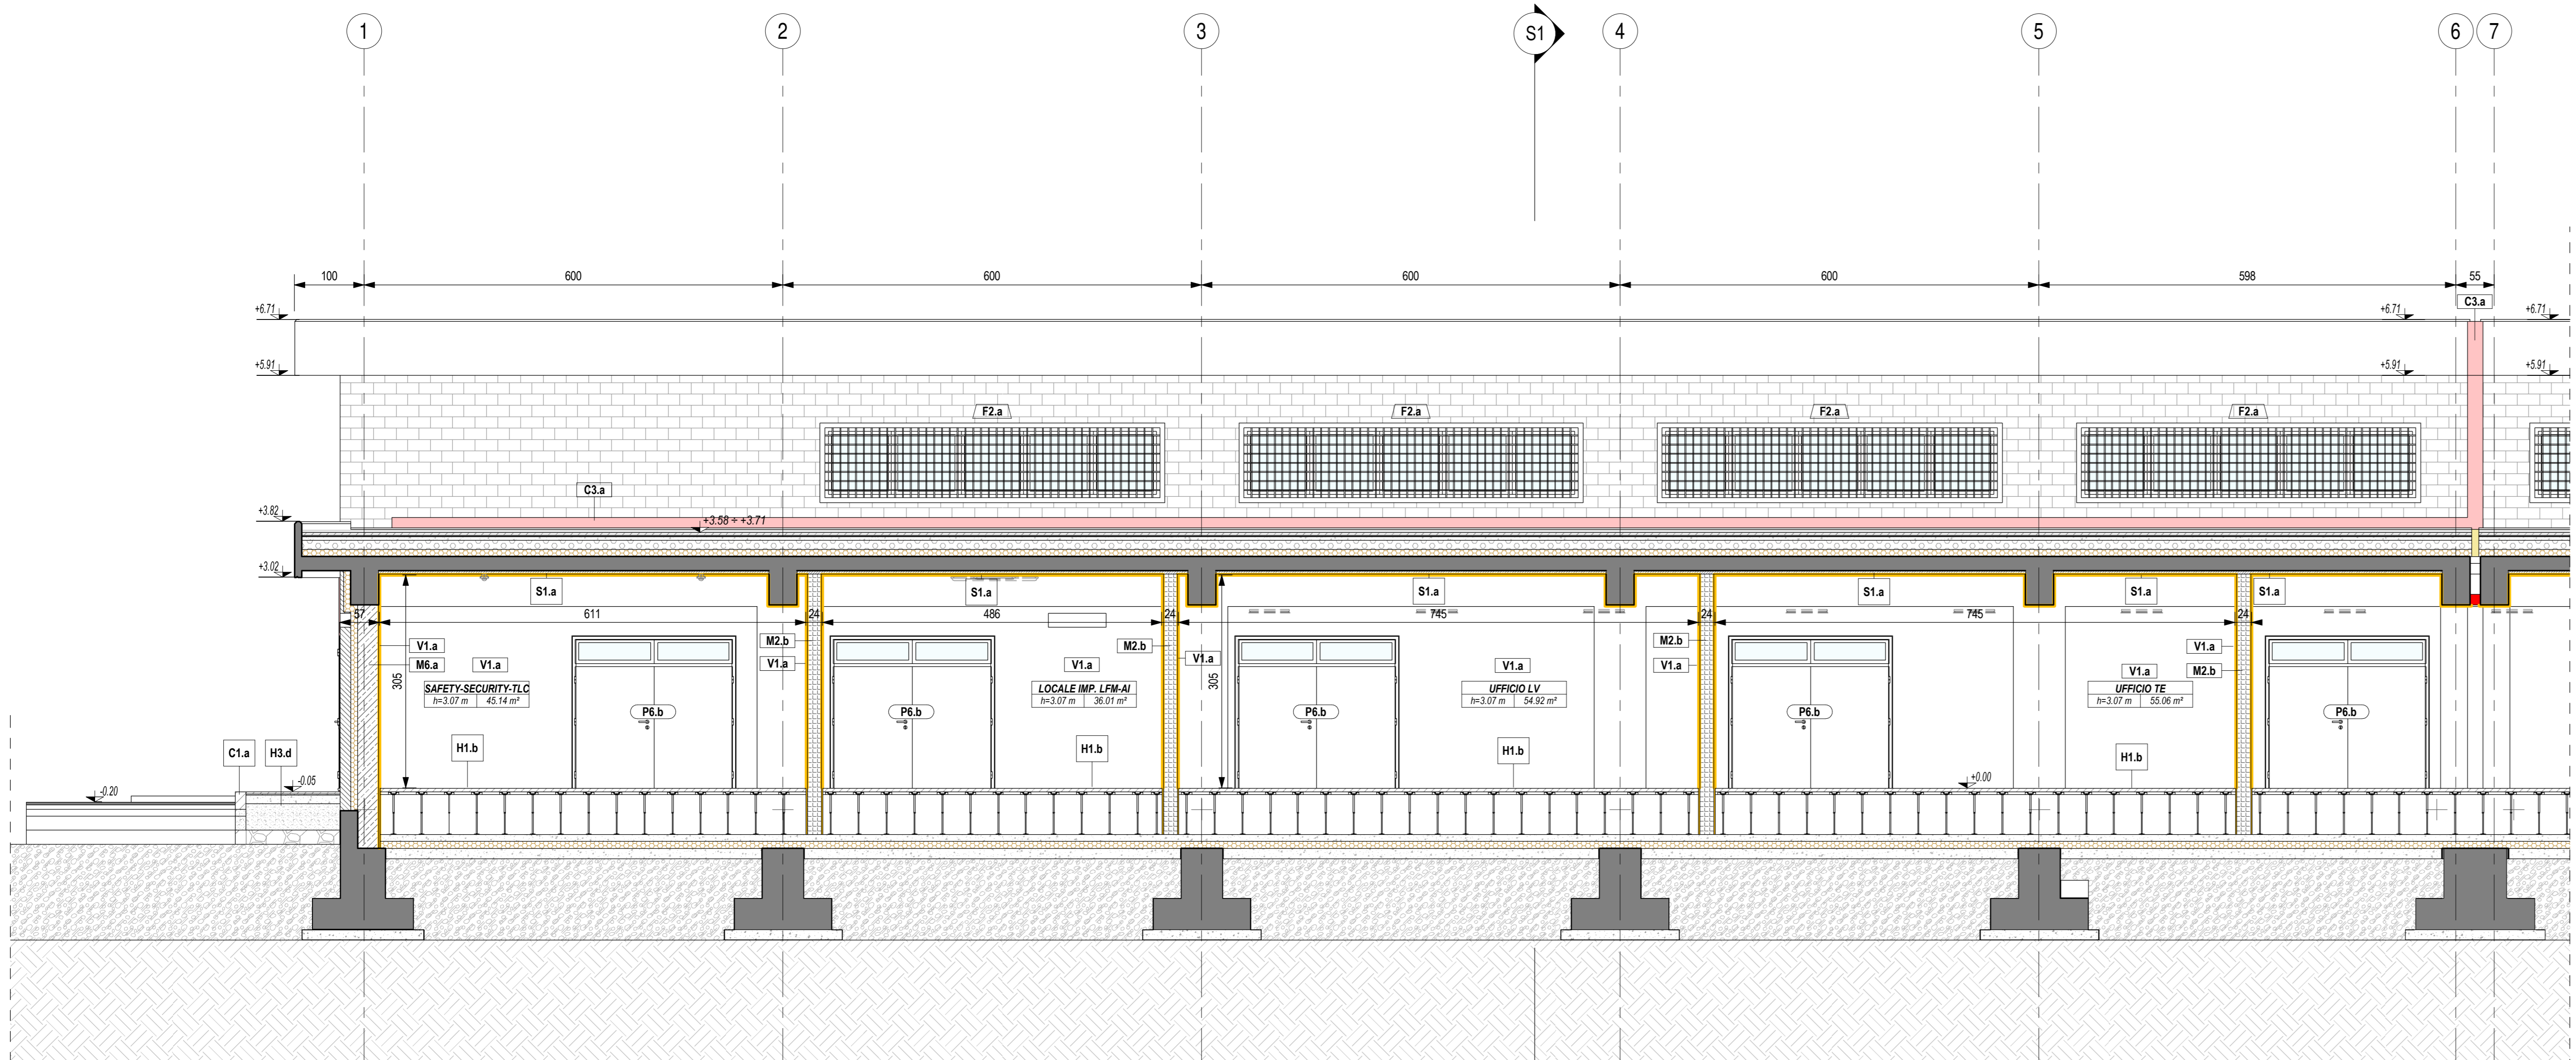 1 2 3 S1 4 5 6 7
100 600 600 600 600 598 55
C3.a
+6.71 +6.71 +6.71
+5.91 +5.91 +5.91
F2.a F2.a F2.a F2.a
C3.a
+3.82
+3.58 ÷ +3.71
+3.02
S1.a S1.a S1.a S1.a S1.a S1.a
57 611 24 486 24 745 24 745 24
M2.b M2.b M2.b
V1.a V1.a
V1.a V1.a V1.a V1.a V1.a V1.a
M6.a V1.a M2.b
305 305
SAFETY-SECURITY-TLC LOCALE IMP. LFM-AI UFFICIO LV UFFICIO TE
h=3.07 m 45.14 m² h=3.07 m 36.01 m² h=3.07 m 54.92 m² h=3.07 m 55.06 m²
P6.b P6.b P6.b P6.b P6.b
C1.a H3.d H1.b H1.b H1.b H1.b
-0.20 -0.05 +0.00